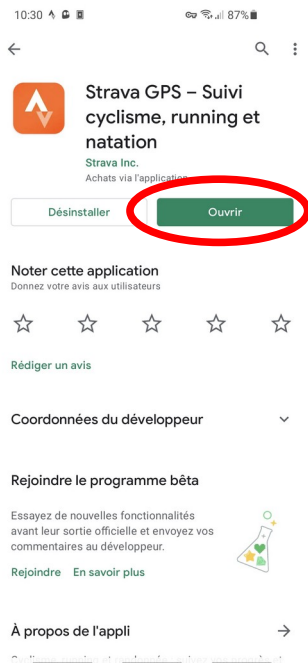 10:30 87%
Strava GPS – Suivi
cyclisme, running et
natation
Strava Inc.
Achats via l'application
Désinstaller Ouvrir
Noter cette application
Donnez votre avis aux utilisateurs
Rédiger un avis
Coordonnées du développeur
Rejoindre le programme bêta
Essayez de nouvelles fonctionnalités
avant leur sortie officielle et envoyez vos
commentaires au développeur.
Rejoindre En savoir plus
À propos de l'appli